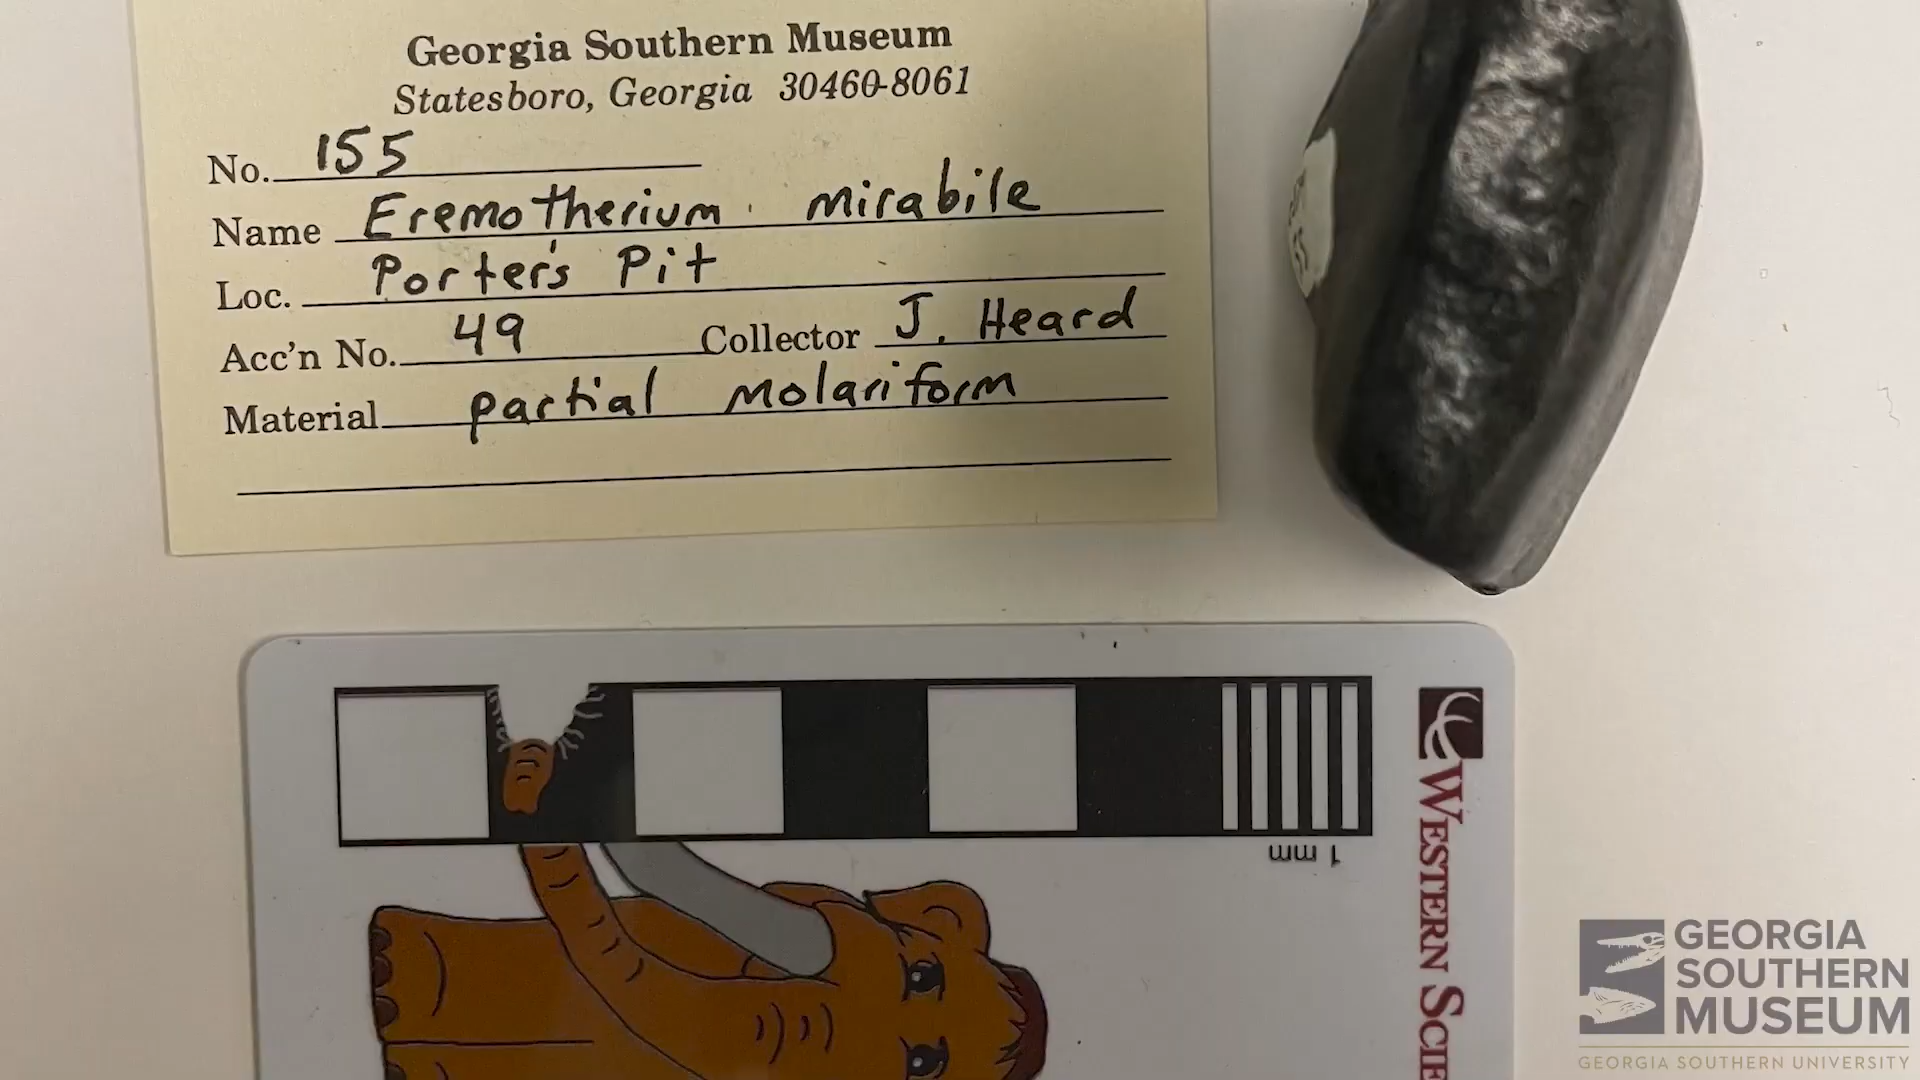 Georgia Southern Museum
Statesboro, Georgia 30460-8061
No. 155
Name Eremotherium mirabile
Loc. Porter's Pit
Acc'n No. 49 Collector J. Heard
Material partial molariform
1 mm
WESTERN
GEORGIA
SOUTHERN
MUSEUM
GEORGIA SOUTHERN UNIVERSITY